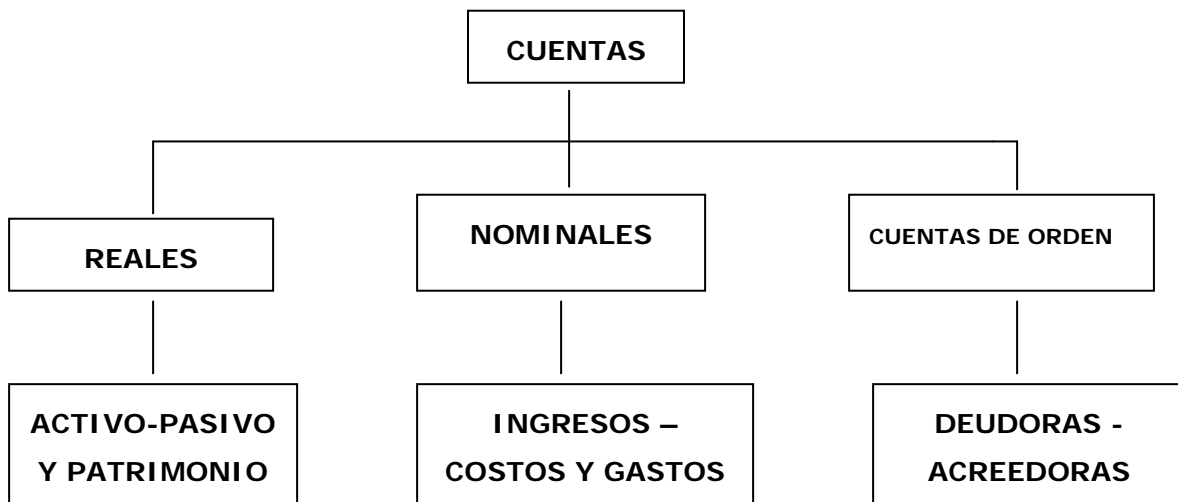 CUENTAS
REALES
NOMINALES
CUENTAS DE ORDEN
ACTIVO-PASIVO
Y PATRIMONIO
INGRESOS –
COSTOS Y GASTOS
DEUDORAS -
ACREEDORAS